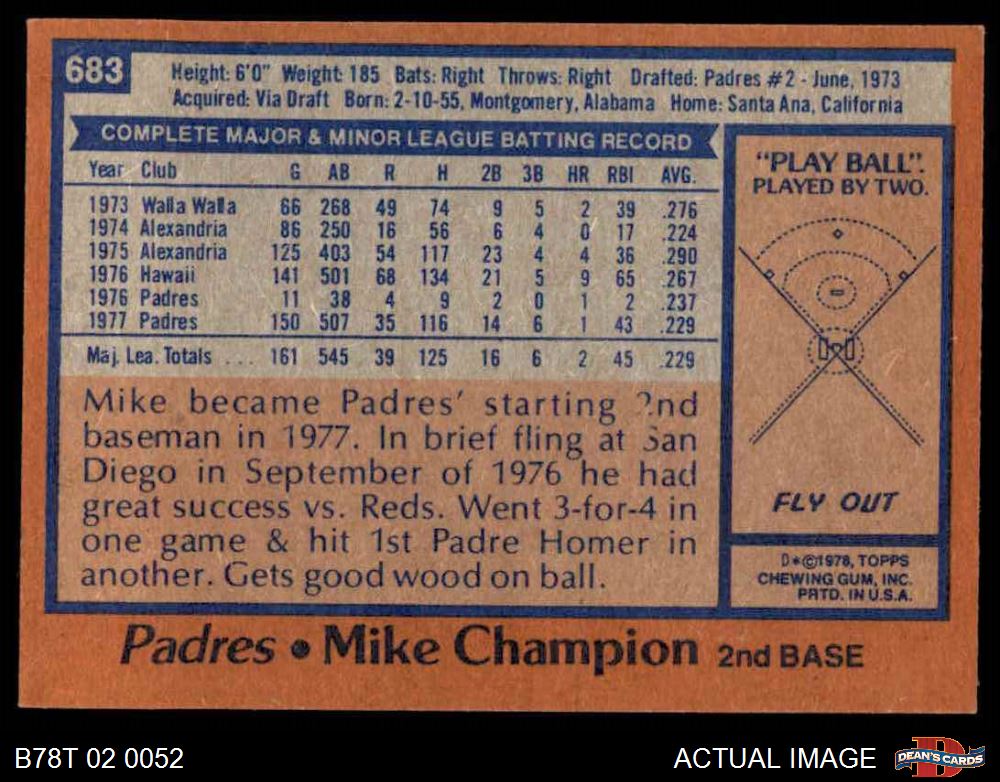 683
Height: 6'0" Weight: 185 Bats: Right Throws: Right Drafted: Padres #2 - June, 1973
Acquired: Via Draft Born: 2-10-55, Montgomery, Alabama Home: Santa Ana, California
COMPLETE MAJOR & MINOR LEAGUE BATTING RECORD
Year Club G AB R H 2B 3B HR RBI AVG.
1973 Walla Walla 66 268 49 74 9 5 2 39 .276
1974 Alexandria 86 250 16 56 6 4 0 17 .224
1975 Alexandria 125 403 54 117 23 4 4 36 .290
1976 Hawaii 141 501 68 134 21 5 9 65 .267
1976 Padres 11 38 4 9 2 0 1 2 .237
1977 Padres 150 507 35 116 14 6 1 43 .229
Maj. Lea. Totals ... 161 545 39 125 16 6 2 45 .229
Mike became Padres' starting 2nd
baseman in 1977. In brief fling at San
Diego in September of 1976 he had
great success vs. Reds. Went 3-for-4 in
one game & hit 1st Padre Homer in
another. Gets good wood on ball.
"PLAY BALL".
PLAYED BY TWO.
FLY OUT
D*©1978, TOPPS
CHEWING GUM, INC.
PRTD. IN U.S.A.
Padres • Mike Champion 2nd BASE
B78T 02 0052
ACTUAL IMAGE
D
DEAN'S CARDS